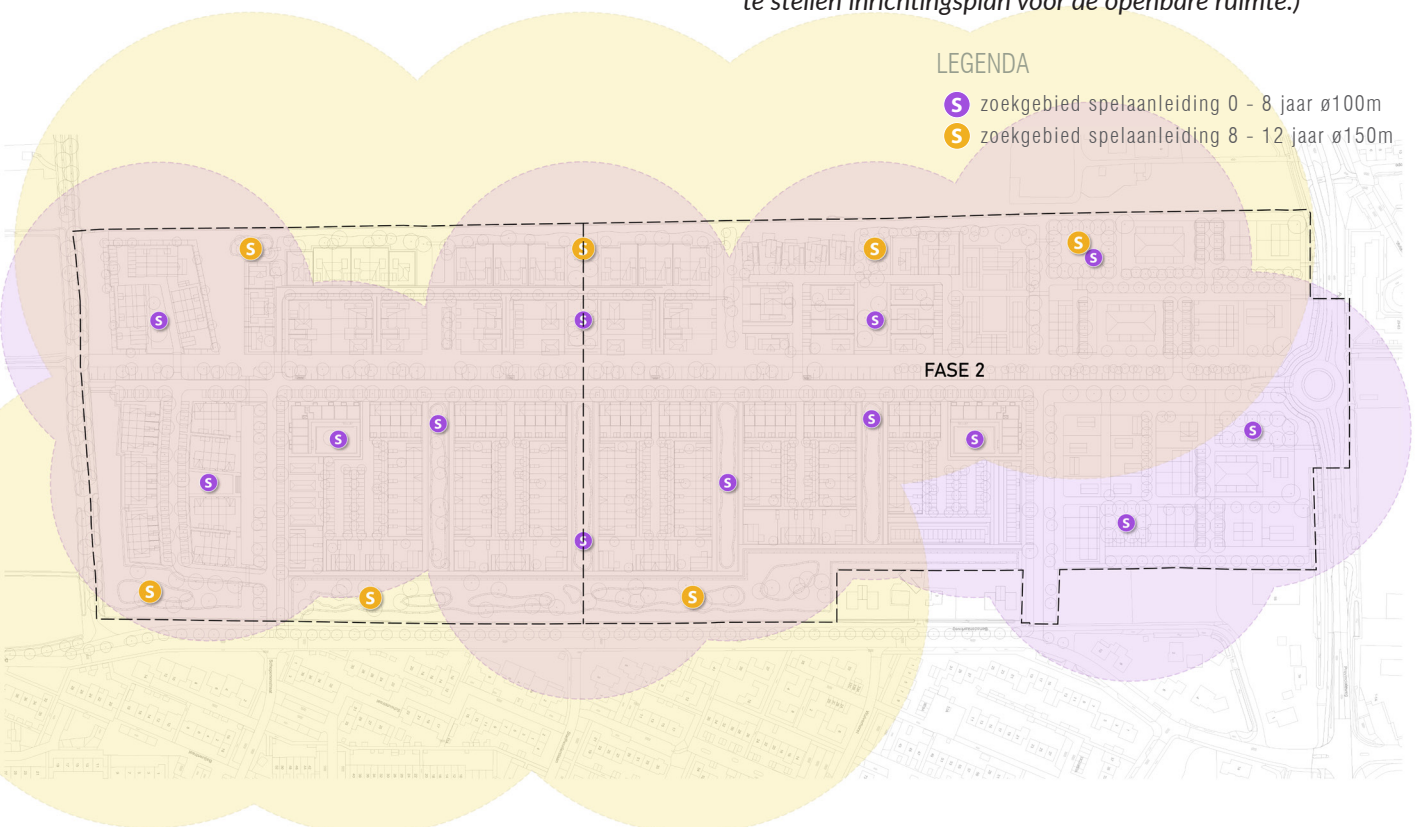 te stellen inrichtingsplan voor de openbare ruimte.)
LEGENDA
S zoekgebied spelaanleiding 0 - 8 jaar ø100m
S zoekgebied spelaanleiding 8 - 12 jaar ø150m
S S S S
S
S S S
FASE 2
S S S S
S
S S
S
S
S S S